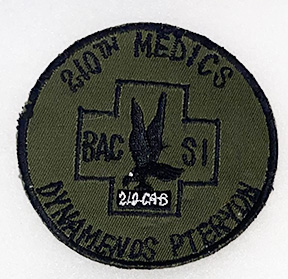 210TH MEDICS
BAC SI
210 CAB
DYNAMENOS PTERYON